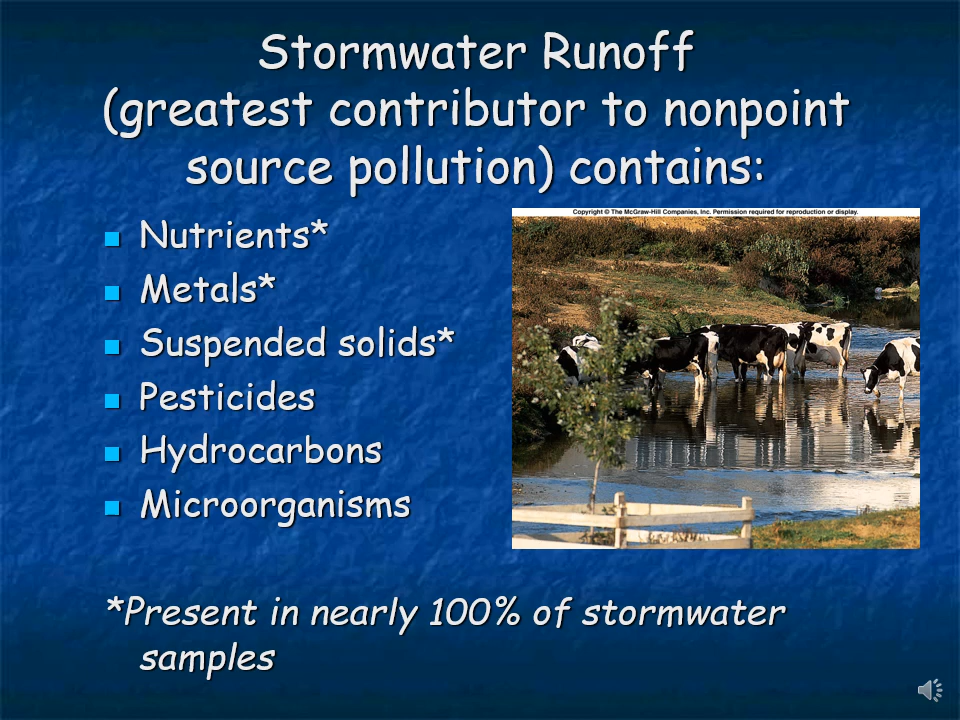 Stormwater Runoff
(greatest contributor to nonpoint
source pollution) contains:
Copyright © The McGraw-Hill Companies, Inc. Permission required for reproduction or display.
Nutrients*
Metals*
Suspended solids*
Pesticides
Hydrocarbons
Microorganisms
*Present in nearly 100% of stormwater
samples